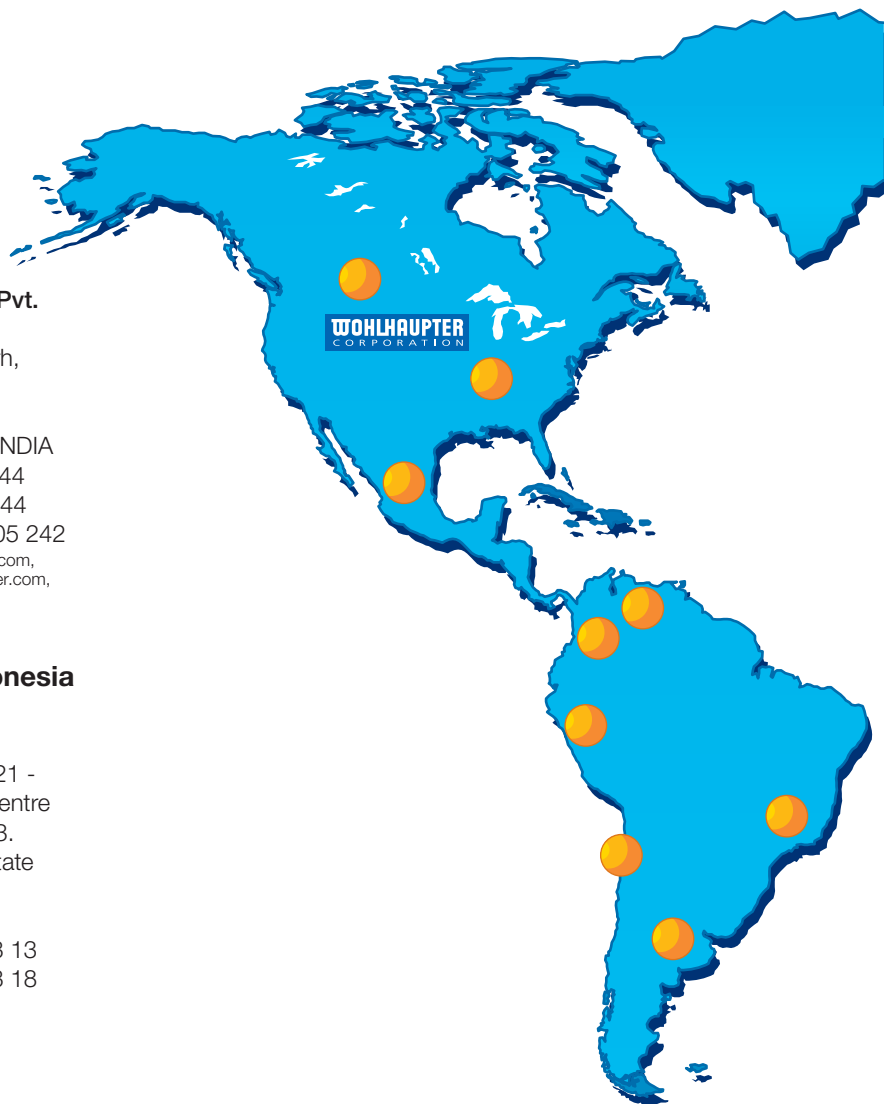 Pvt.
h,
NDIA
44
44
05 242
com,
er.com,
onesia
21 -
entre
3.
tate
3 13
3 18
WOHLHAUPTER
CORPORATION